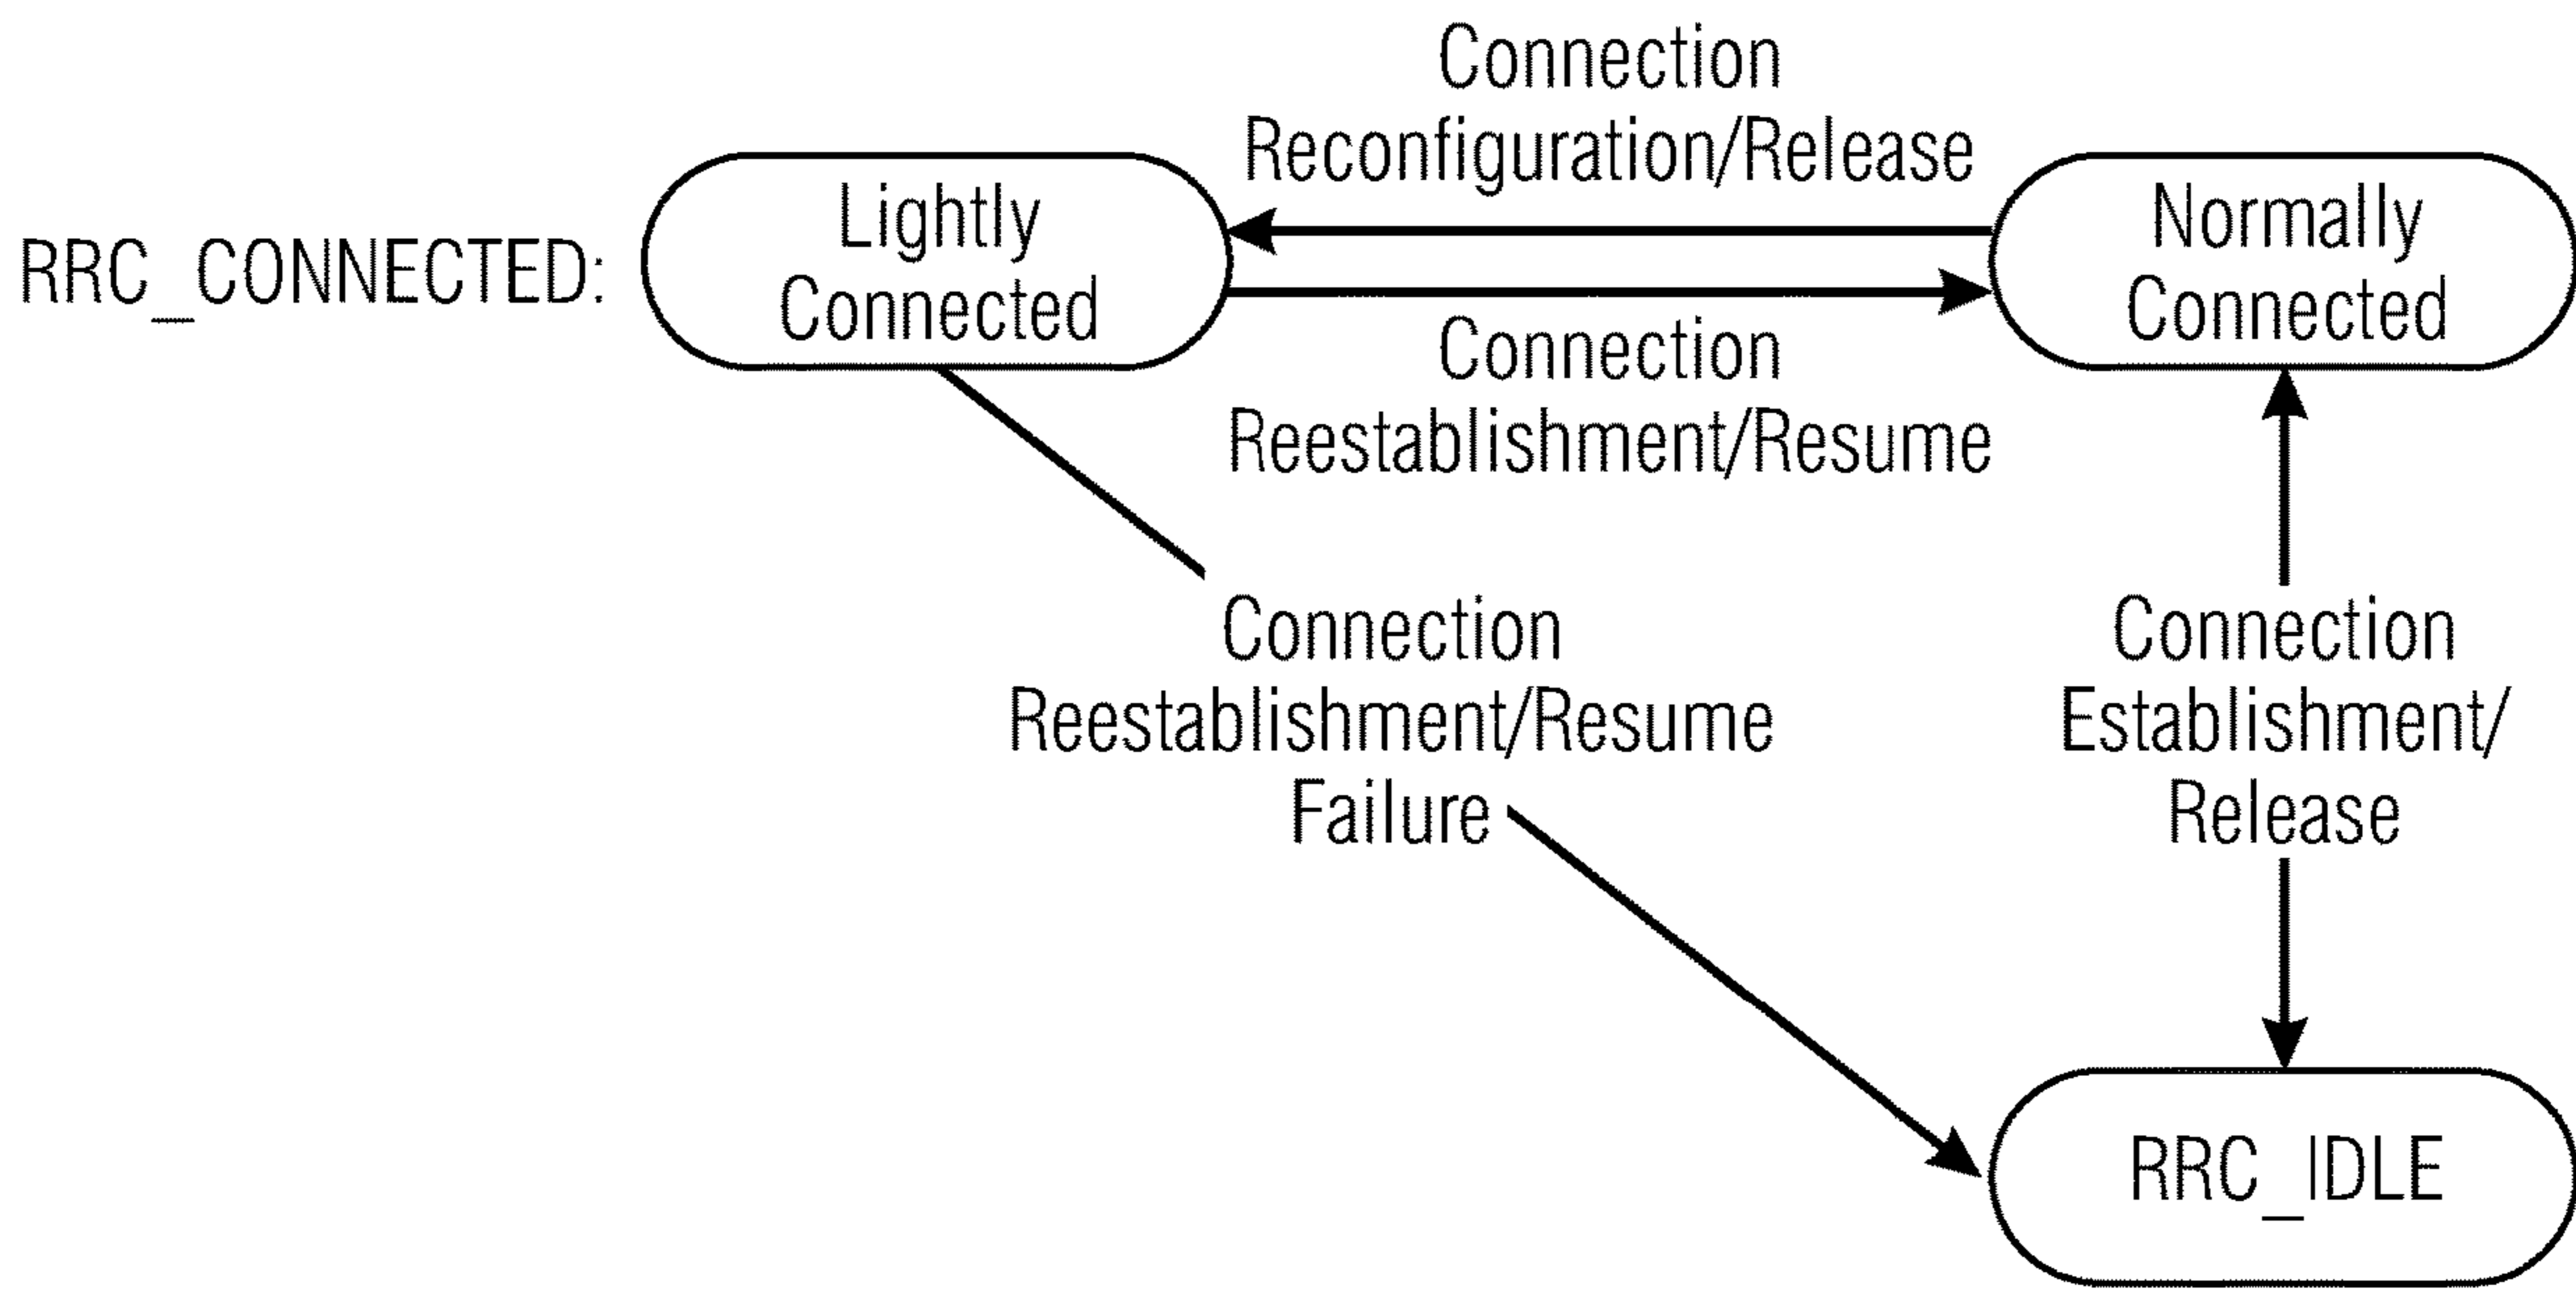 Connection
Reconfiguration/Release
RRC_CONNECTED:
Lightly
Connected
Normally
Connected
Connection
Reestablishment/Resume
Connection
Reestablishment/Resume
Failure
Connection
Establishment/
Release
RRC_IDLE